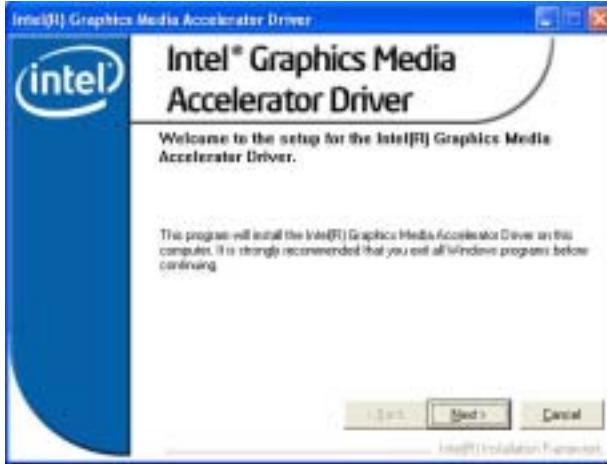 Intel(R) Graphics Media Accelerator Driver
intel
Intel® Graphics Media
Accelerator Driver
Welcome to the setup for the Intel(R) Graphics Media
Accelerator Driver.
This program will install the Intel(R) Graphics Media Accelerator Driver on this
computer. It is strongly recommended that you exit all Windows programs before
continuing.
< Back
Next >
Cancel
Intel(R) Installation Framework